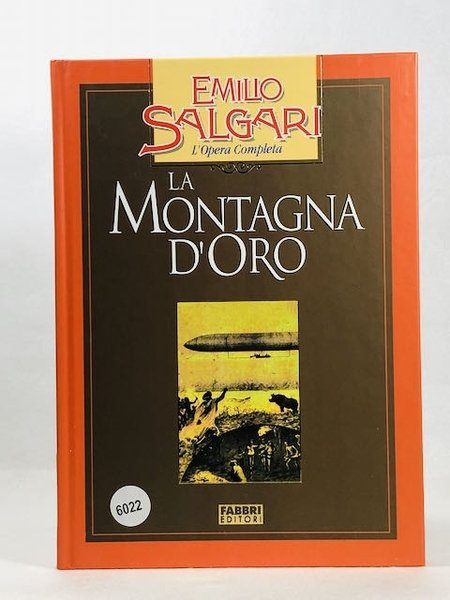 EMILIO
SALGARI
L'Opera Completa
LA
MONTAGNA
D'ORO
6022
FABBRI
EDITORI